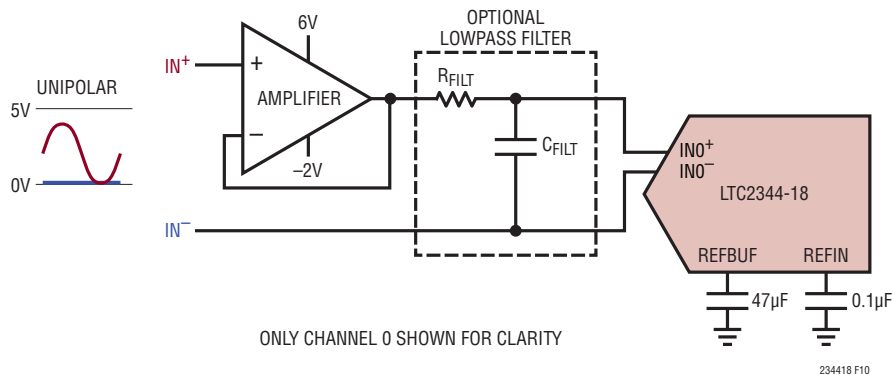 OPTIONAL
LOWPASS FILTER
6V
IN+
+
AMPLIFIER
–
–2V
RFILT
CFILT
UNIPOLAR
5V
0V
IN–
IN0+
IN0–
LTC2344-18
REFBUF
REFIN
47µF
0.1µF
ONLY CHANNEL 0 SHOWN FOR CLARITY
234418 F10